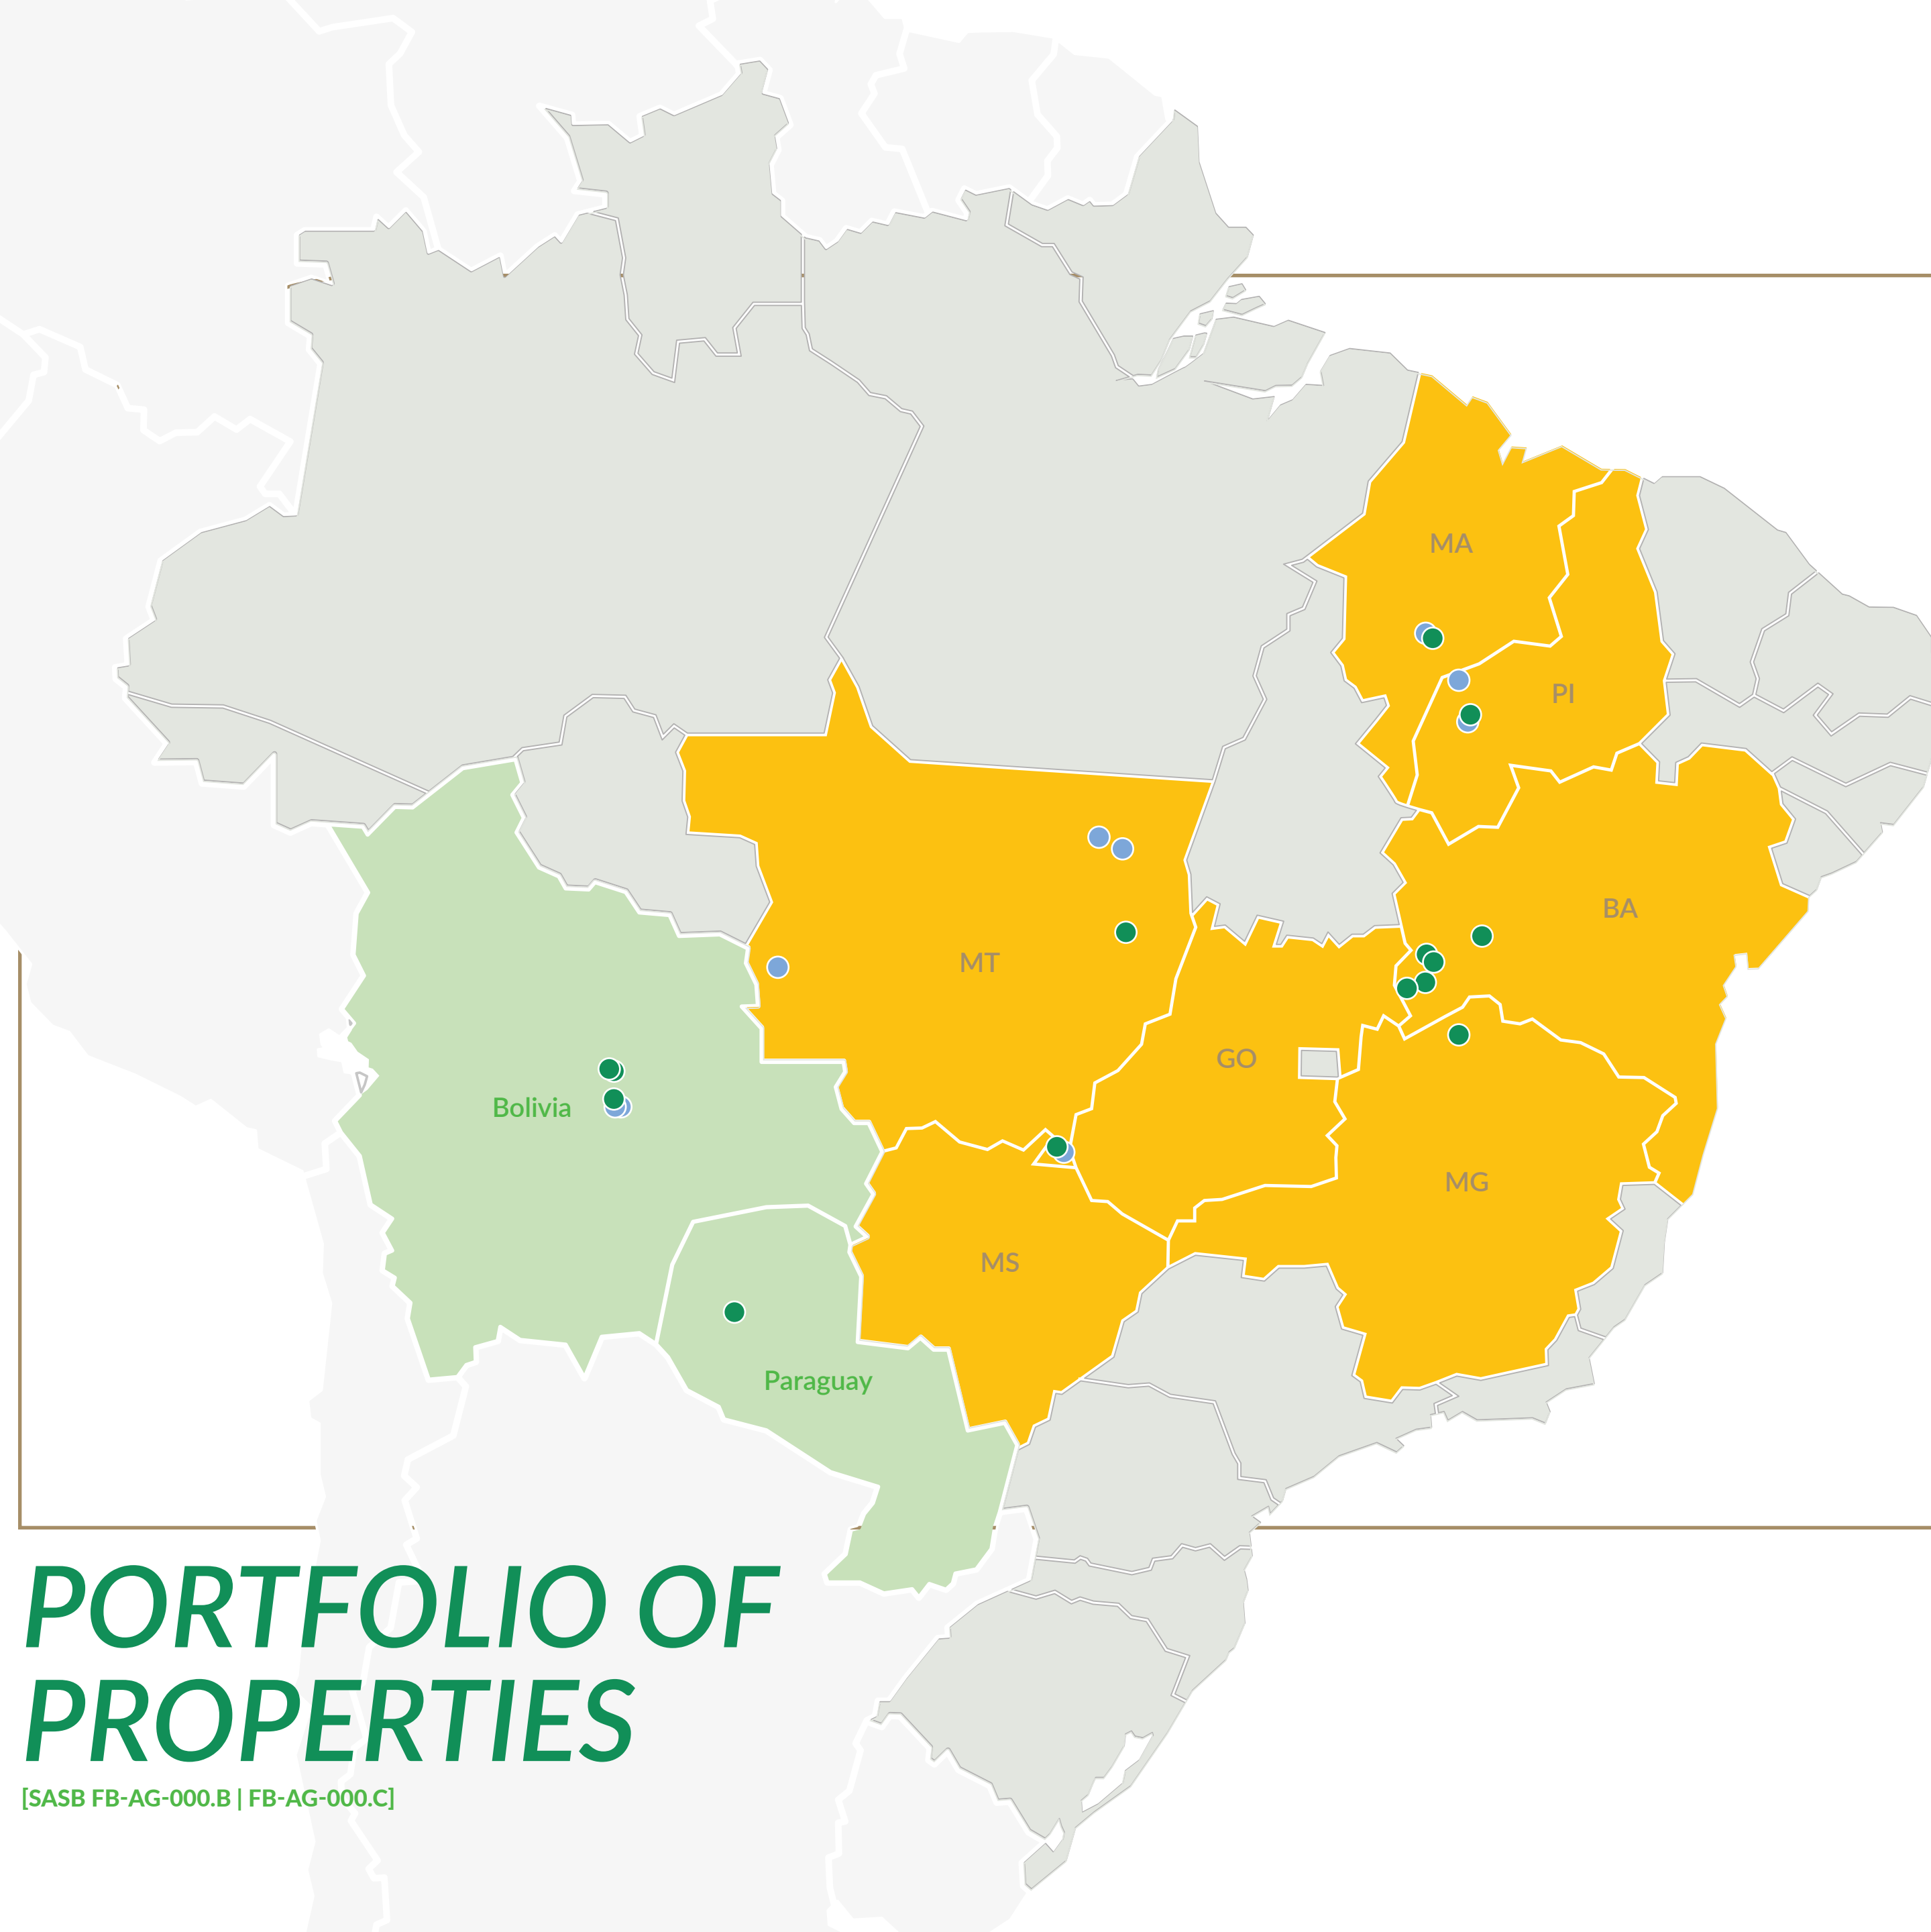 MA
PI
BA
MT
GO
Bolivia
MG
MS
Paraguay
PORTFOLIO OF
PROPERTIES
[SASB FB-AG-000.B | FB-AG-000.C]